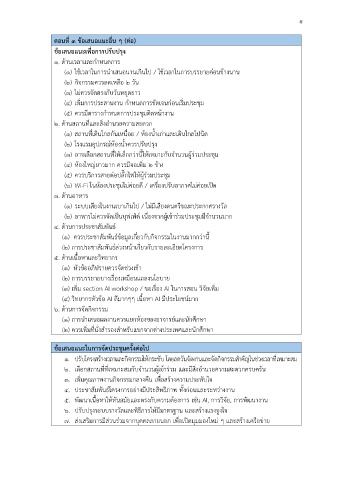 ๕
ตอนที่ ๓ ข้อเสนอแนะอื่น ๆ (ต่อ)
ข้อเสนอแนะเพื่อการปรับปรุง
๑. ด้านเวลาและกำหนดการ
(๑) ใช้เวลาในการนำเสนอนานเกินไป / ใช้เวลาในการบรรยายค่อนข้างนาน
(๒) กิจกรรมควรลดเหลือ ๒ วัน
(๓) ไม่ควรจัดตรงกับวันหยุดยาว
(๔) เพิ่มการประสานงาน กำหนดการชัดเจนก่อนเริ่มประชุม
(๕) ควรมีตารางกำหนดการประชุมติดหน้างาน
๒. ด้านสถานที่และสิ่งอำนวยความสะดวก
(๑) สถานที่เดินไกลกันเหนื่อย / ห้องน้ำเก่าและเดินไกลไปนิด
(๒) โรงแรมอุปกรณ์ห้องน้ำควรปรับปรุง
(๓) อาจเลือกสถานที่ให้เล็กกว่านี้ให้เหมาะกับจำนวนผู้ร่วมประชุม
(๔) ห้องใหญ่ยาวมาก ควรมีจอเพิ่ม ๒ ข้าง
(๕) ควรบริการสายต่อปลั๊กไฟให้ผู้ร่วมประชุม
(๖) Wi-Fi ในห้องประชุมไม่ค่อยดี / เครื่องปรับอากาศไม่ค่อยเปิด
๓. ด้านอาหาร
(๑) ระบบเสียงในงานเบาเกินไป / ไม่มีเสียงดนตรีขณะประกาศรางวัล
(๒) อาหารไม่ควรจัดเป็นบุฟเฟ่ต์ เนื่องจากผู้เข้าร่วมประชุมมีจำนวนมาก
๔. ด้านการประชาสัมพันธ์
(๑) ควรประชาสัมพันธ์ข้อมูลเกี่ยวกับกิจกรรมในงานมากกว่านี้
(๒) การประชาสัมพันธ์ล่วงหน้าเกี่ยวกับรายละเอียดโครงการ
๕. ด้านเนื้อหาและวิทยากร
(๑) หัวข้ออภิปรายควรจัดช่วงเช้า
(๒) การบรรยายบางเรื่องเหมือนแถลงนโยบาย
(๓) เพิ่ม section AI workshop / ขอเรื่อง AI ในการสอน วิจัยเพิ่ม
(๔) วิทยากรหัวข้อ AI ดีมากๆๆ เนื้อหา AI มีประโยชน์มาก
๖. ด้านการจัดกิจกรรม
(๑) การนำเสนอผลงานควรแยกห้องของอาจารย์และนักศึกษา
(๒) ควรเพิ่มที่นั่งสำรองสำหรับแขกจากต่างประเทศและนักศึกษา
ข้อเสนอแนะในการจัดประชุมครั้งต่อไป
๑. ปรับโครงสร้างเวลาและกิจกรรมให้กระชับ โดยลดวันจัดงานและจัดกิจกรรมสำคัญในช่วงเวลาที่เหมาะสม
๒. เลือกสถานที่ที่เหมาะสมกับจำนวนผู้เข้าร่วม และมีสิ่งอำนวยความสะดวกครบครัน
๓. เพิ่มคุณภาพงานกิจกรรมกลางคืน เพื่อสร้างความประทับใจ
๔. ประชาสัมพันธ์โครงการอย่างมีประสิทธิภาพ ทั้งก่อนและระหว่างงาน
๕. พัฒนาเนื้อหาให้ทันสมัยและตรงกับความต้องการ เช่น AI, การวิจัย, การพัฒนางาน
๖. ปรับปรุงระบบรางวัลและพิธีการให้มีมาตรฐาน และสร้างแรงจูงใจ
๗. ส่งเสริมการมีส่วนร่วมจากบุคคลภายนอก เพื่อเปิดมุมมองใหม่ ๆ และสร้างเครือข่าย